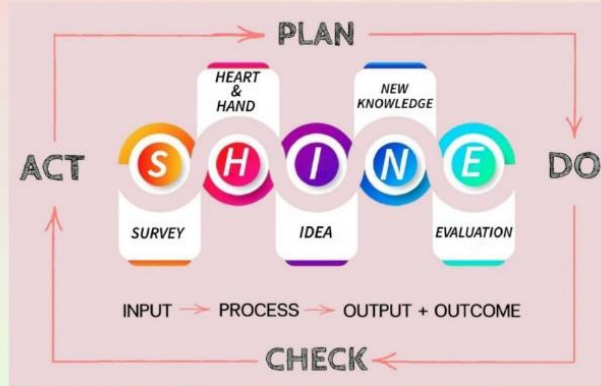 PLAN
HEART
&
HAND
NEW
KNOWLEDGE
ACT
S H I N E
DO
SURVEY
IDEA
EVALUATION
INPUT → PROCESS → OUTPUT + OUTCOME
CHECK